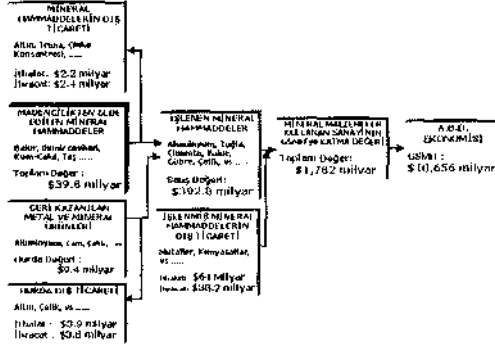 MİNERAL
HAMMADDELERİN DIŞ
TİCARETİ
Altın, Trona, Çinko
Konsantresi, .....
İthalat: $2.2 milyar
İhracat: $2.4 milyar
MADENCİLİKTEN ELDE
EDİLEN MİNERAL
HAMMADDELER
Bakır, demir cevheri,
Kum-Çakıl, Taş .....
Toplam Değer :
$39.8 milyar
GERİ KAZANILAN
METAL VE MİNERAL
ÜRÜNLERİ
Alüminyum, Cam, Çelik, ...
Hurda Değeri :
$9.4 milyar
HURDA DIŞ TİCARETİ
Altın, Çelik, vs .....
İthalat : $3.9 milyar
İhracat : $0.8 milyar
İŞLENEN MİNERAL
HAMMADDELER
Alüminyum, Tuğla,
Çimento, Bakır,
Gübre, Çelik, vs .....
Satış Değeri:
$392.8 milyar
İŞLENMİŞ MİNERAL
HAMMADDELERİN
DIŞ TİCARETİ
Metaller, Kimyasallar,
vs .....
İthalat: $61 Milyar
İhracat: $38.2 milyar
MİNERAL MALZEMELER
KULLANAN SANAYİNİN
GSMH'YE KATMA DEĞERİ
Toplam Değer:
$1,782 milyar
A.B.D.
EKONOMİSİ
GSMH :
$10,656 milyar